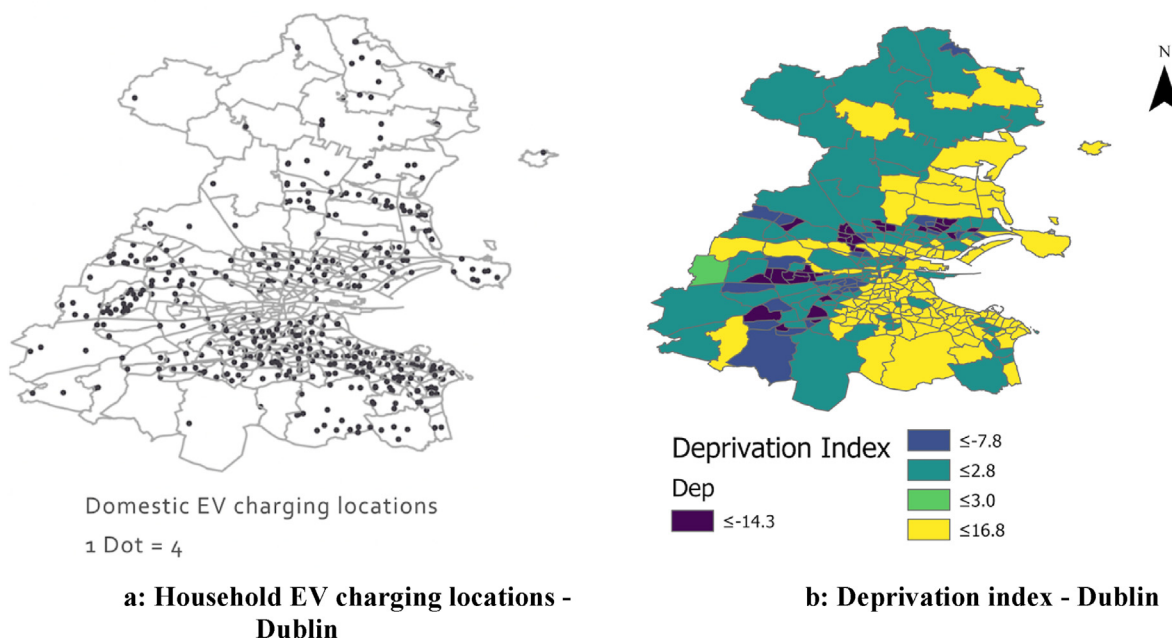 N
Domestic EV charging locations
1 Dot = 4
Deprivation Index
Dep
≤-14.3
≤-7.8
≤2.8
≤3.0
≤16.8
a: Household EV charging locations -
Dublin
b: Deprivation index - Dublin